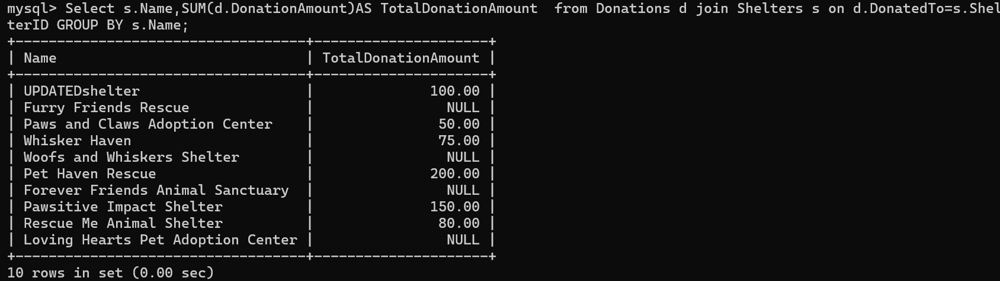 mysql> Select s.Name,SUM(d.DonationAmount)AS TotalDonationAmount  from Donations d join Shelters s on d.DonatedTo=s.Shel
terID GROUP BY s.Name;
+-----------------------------------+---------------------+
| Name                              | TotalDonationAmount |
+-----------------------------------+---------------------+
| UPDATEDshelter                    |              100.00 |
| Furry Friends Rescue              |                NULL |
| Paws and Claws Adoption Center    |               50.00 |
| Whisker Haven                     |               75.00 |
| Woofs and Whiskers Shelter        |                NULL |
| Pet Haven Rescue                  |              200.00 |
| Forever Friends Animal Sanctuary  |                NULL |
| Pawsitive Impact Shelter          |              150.00 |
| Rescue Me Animal Shelter          |               80.00 |
| Loving Hearts Pet Adoption Center |                NULL |
+-----------------------------------+---------------------+
10 rows in set (0.00 sec)